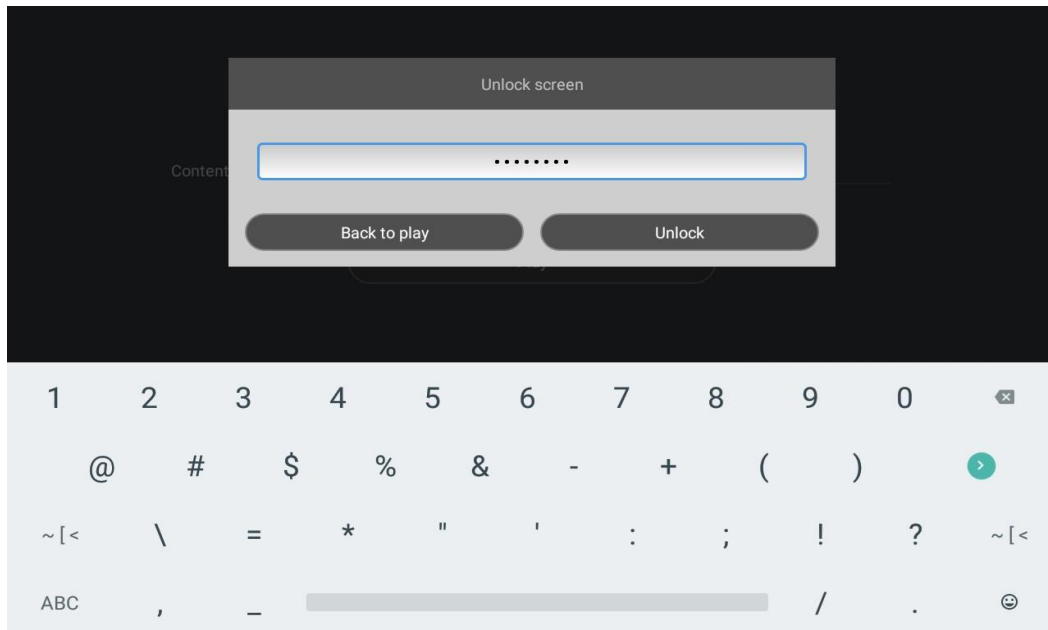 Unlock screen
Content
••••••••
Back to play
Unlock
1 2 3 4 5 6 7 8 9 0
@ # $ % & - + ( )
~ [ < \ = * " ' : ; ! ? ~ [ <
ABC , _ / .